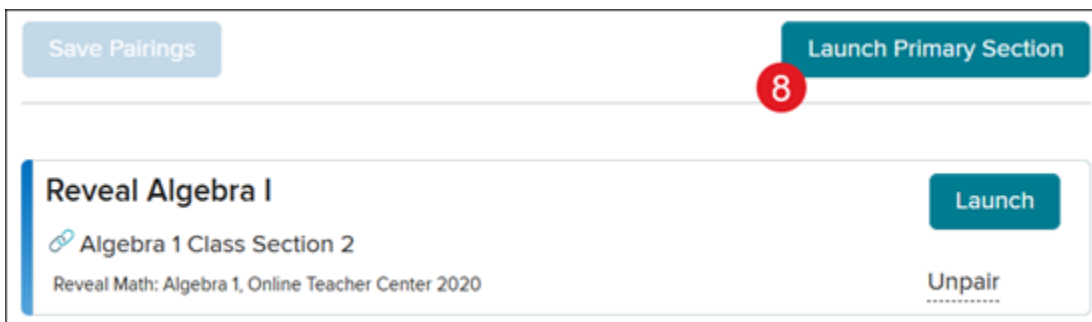 Save Pairings
Launch Primary Section
8
Reveal Algebra I
Launch
Algebra 1 Class Section 2
Reveal Math: Algebra 1, Online Teacher Center 2020
Unpair